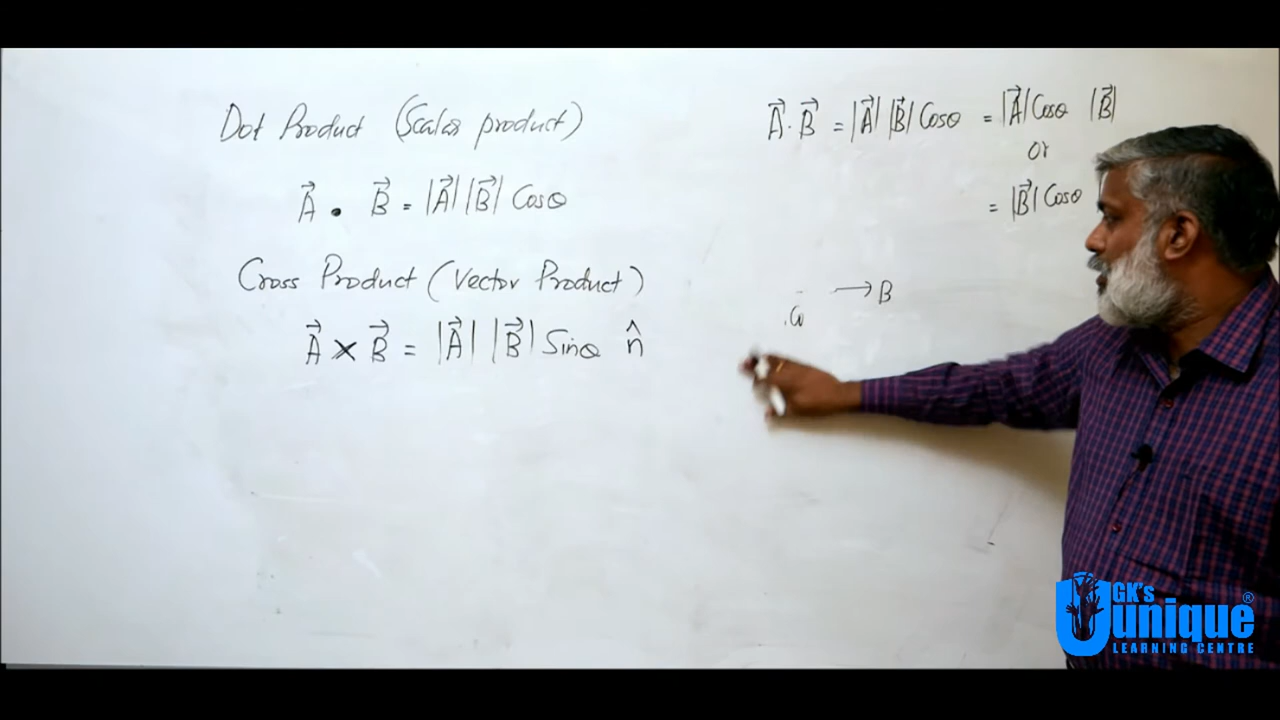 Dot Product (Scalar product)
A⃗ . B⃗ = |A⃗| |B⃗| Cosθ
Cross Product (Vector Product)
A⃗ × B⃗ = |A⃗| |B⃗| Sinθ n̂
A⃗ . B⃗ = |A⃗| |B⃗| Cosθ = |A⃗| Cosθ |B⃗|
or
= |B⃗| Cosθ
→ B
GK's
unique®
LEARNING CENTRE